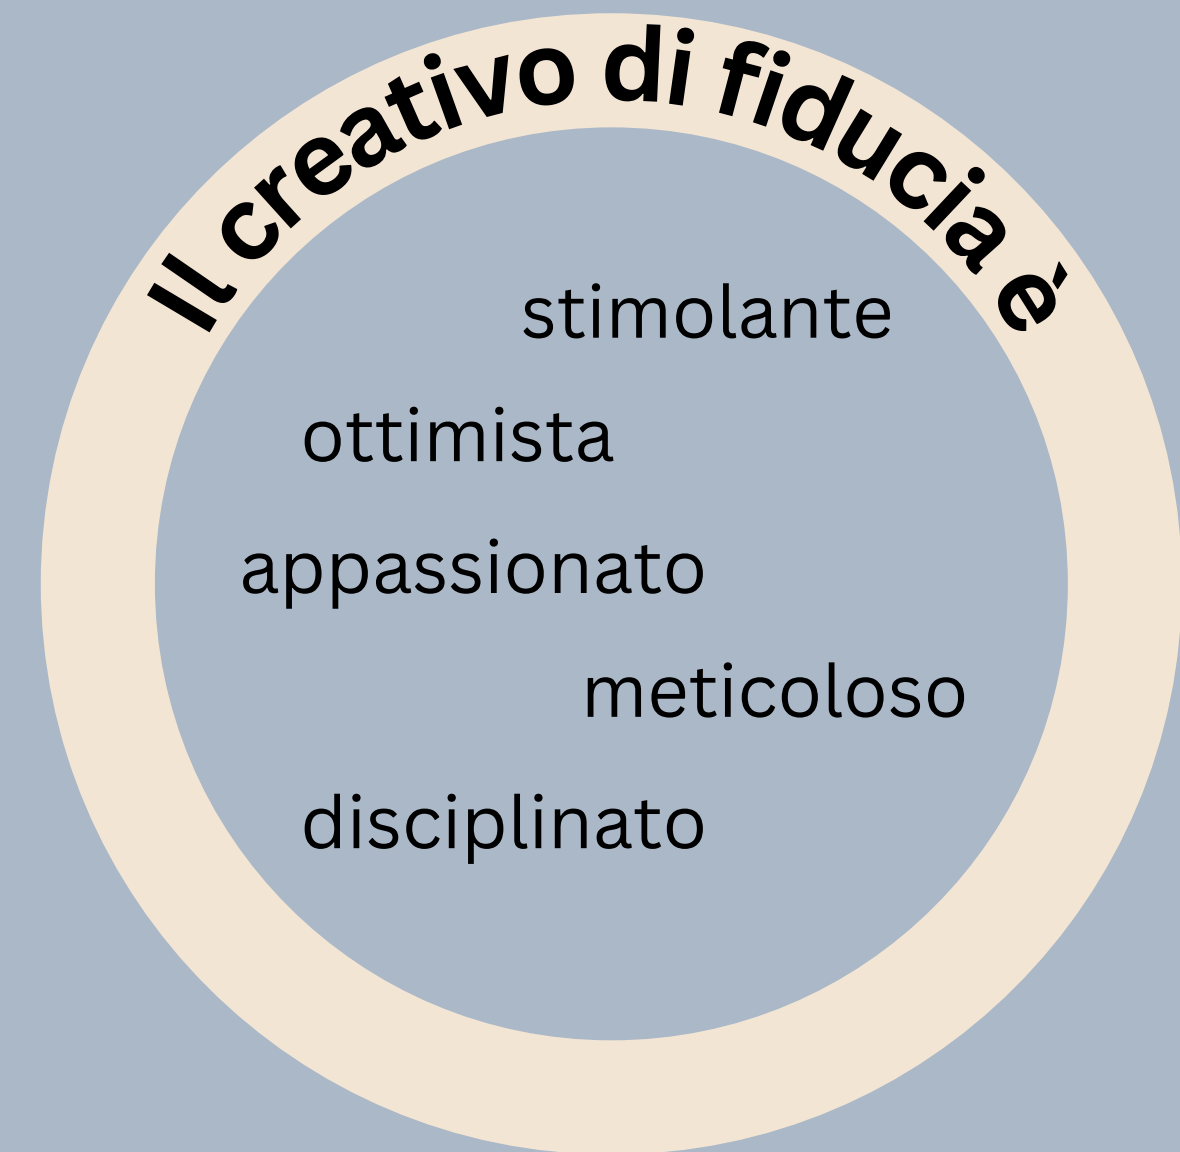 Il creativo di fiducia è
stimolante
ottimista
appassionato
meticoloso
disciplinato